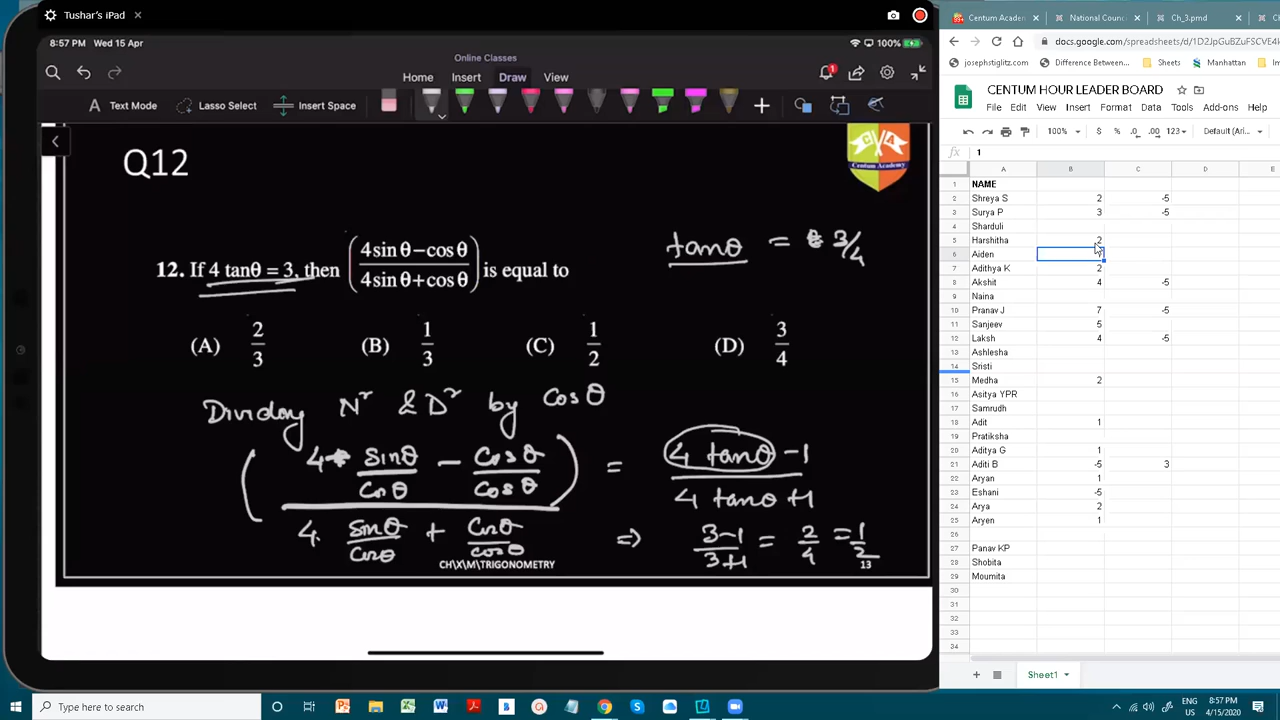 Tushar's iPad
8:57 PM Wed 15 Apr
100%
Online Classes
Home Insert Draw View
1
Text Mode Lasso Select Insert Space
Q12
Centum Academy
12. If 4 tanθ = 3, then (4sinθ−cosθ / 4sinθ+cosθ) is equal to
tanθ = 3/4
(A) 2/3 (B) 1/3 (C) 1/2 (D) 3/4
Dividing Nr & Dr by cosθ
(4 sinθ/cosθ − cosθ/cosθ) / (4. sinθ/cosθ + cosθ/cosθ) = 4 tanθ −1 / 4 tanθ +1
⇒ 3−1/3+1 = 2/4 = 1/2
CH\X\M\TRIGONOMETRY
13
Centum Acade
National Counc
Ch_3.pmd
docs.google.com/spreadsheets/d/1D2JpGuBZuFSCVE4k
josephstiglitz.com Difference Between... Sheets Manhattan
CENTUM HOUR LEADER BOARD
File Edit View Insert Format Data Tools Add-ons Help
100% $ % .0 .00 123 Default (Ari...
fx 1
A B C D E
1 NAME
2 Shreya S 2 -5
3 Surya P 3 -5
4 Sharduli
5 Harshitha 2
6 Aiden
7 Adithya K 2
8 Akshit 4 -5
9 Naina
10 Pranav J 7 -5
11 Sanjeev 5
12 Laksh 4 -5
13 Ashlesha
14 Sristi
15 Medha 2
16 Asitya YPR
17 Samrudh
18 Adit 1
19 Pratiksha
20 Aditya G 1
21 Aditi B -5 3
22 Aryan 1
23 Eshani -5
24 Arya 2
25 Aryen 1
26
27 Panav KP
28 Shobita
29 Moumita
30
31
32
33
34
Sheet1
Type here to search
ENG
US
8:57 PM
4/15/2020